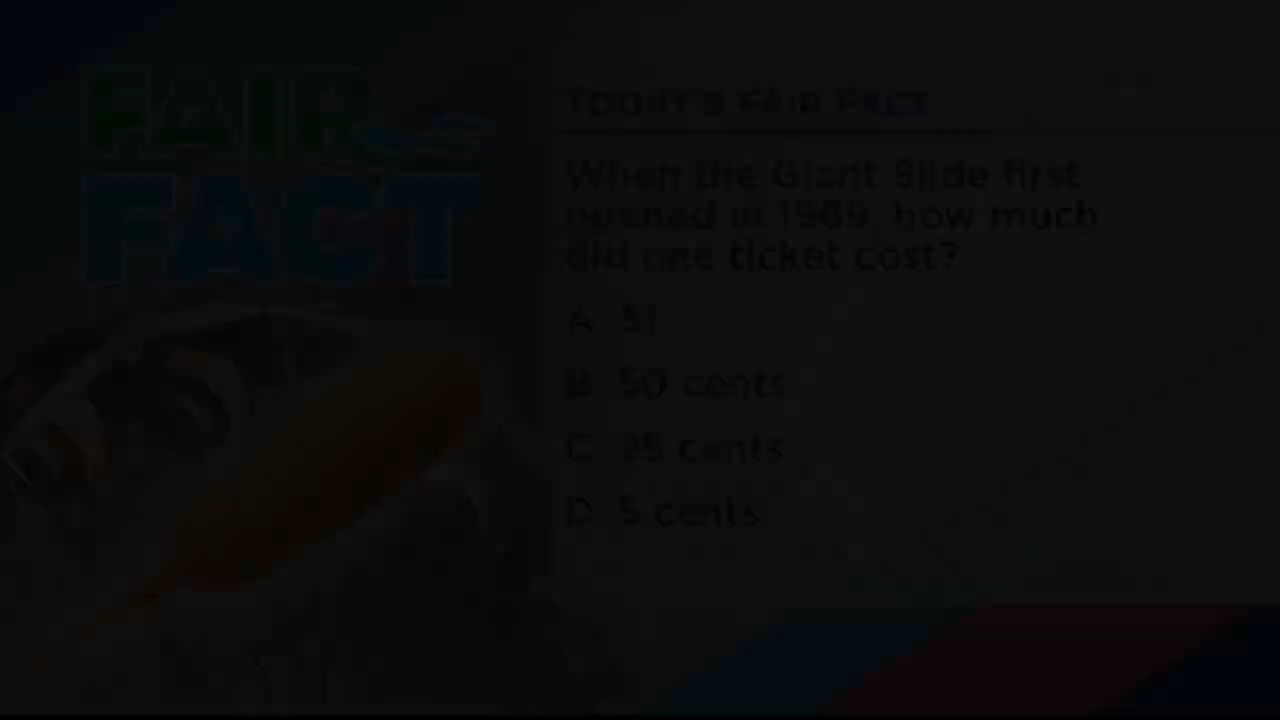 FAIR
FACT
TODAY'S FAIR FACT
When the Giant Slide first
opened in 1969, how much
did one ticket cost?
A. $1
B. 50 cents
C. 25 cents
D. 5 cents